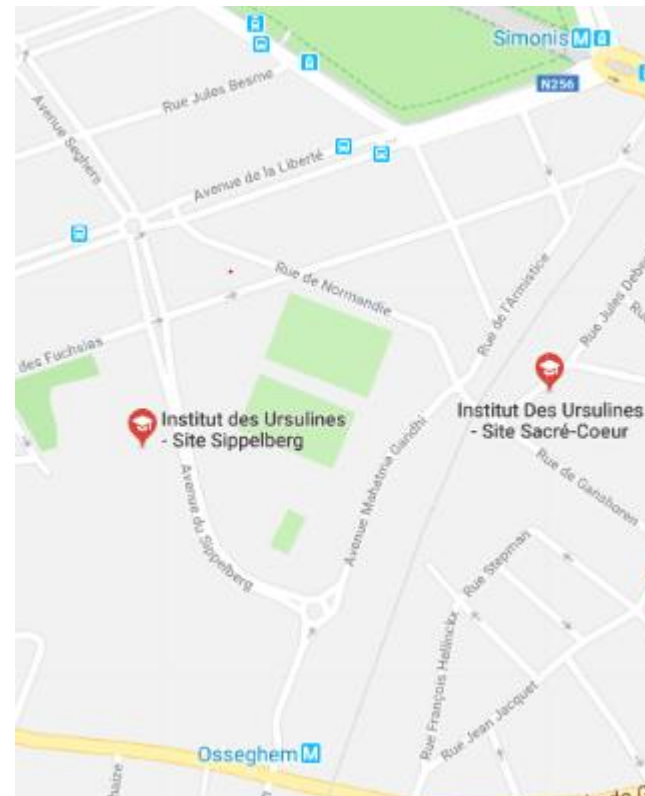 Simonis M
N256
Rue Jules Besme
Avenue Seghers
Avenue de la Liberté
Rue de Normandie
Rue de l'Armistice
Rue Jules Deba
des Fuchsias
Institut des Ursulines
- Site Sippelberg
Institut Des Ursulines
- Site Sacré-Coeur
Avenue Mahatma Gandhi
Rue de Ganshoren
Avenue du Sippelberg
Rue Stepman
Rue François Hellinckx
Rue Jean Jacquet
Osseghem M